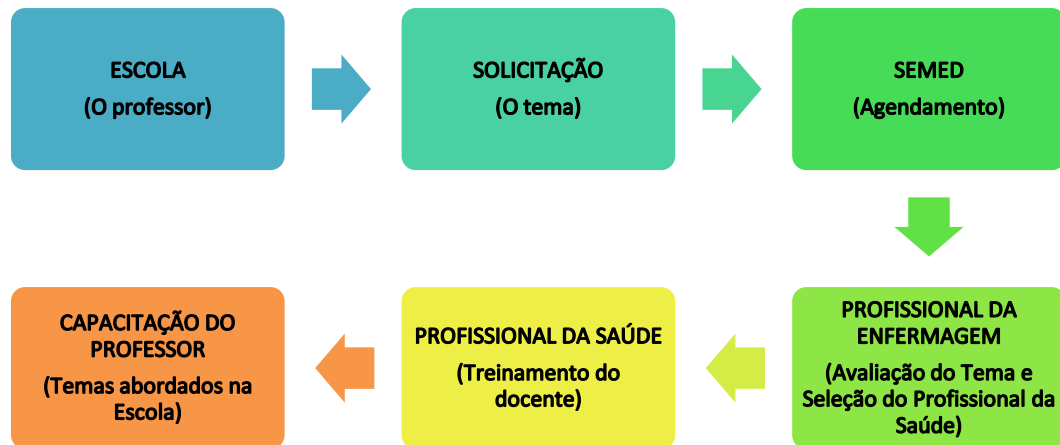 ESCOLA
(O professor)
SOLICITAÇÃO
(O tema)
SEMED
(Agendamento)
PROFISSIONAL DA
ENFERMAGEM
(Avaliação do Tema e
Seleção do Profissional da
Saúde)
PROFISSIONAL DA SAÚDE
(Treinamento do
docente)
CAPACITAÇÃO DO
PROFESSOR
(Temas abordados na
Escola)